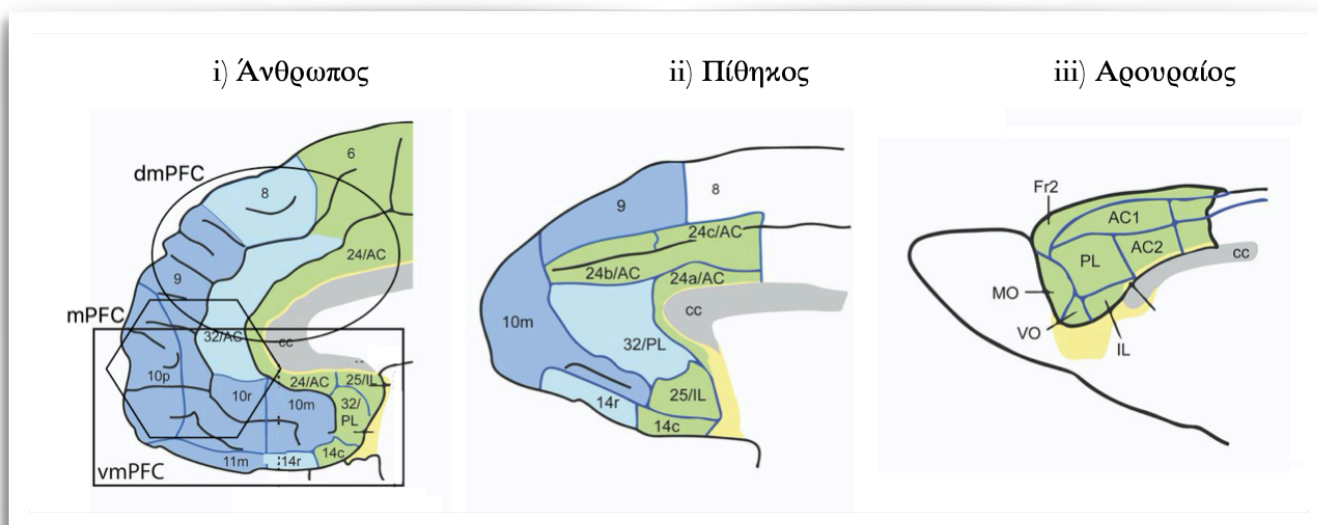 i) Άνθρωπος
ii) Πίθηκος
iii) Αρουραίος
dmPFC
6
8
24/AC
9
mPFC
32/AC
cc
10p
10r
24/AC
25/IL
10m
32/
PL
14c
14r
11m
vmPFC
9
8
24c/AC
24b/AC
24a/AC
cc
10m
32/PL
25/IL
14r
14c
Fr2
AC1
AC2
PL
cc
MO
VO
IL